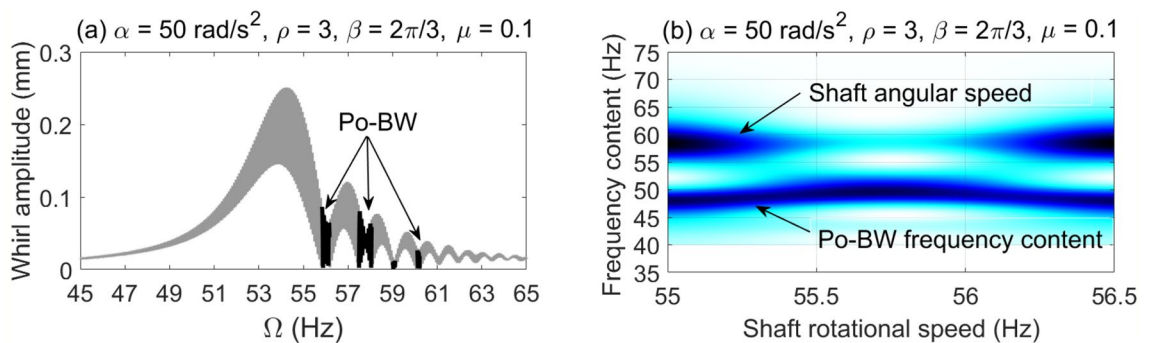 (a) α = 50 rad/s², ρ = 3, β = 2π/3, μ = 0.1
Whirl amplitude (mm)
0.3
0.2
0.1
0
Po-BW
45 47 49 51 53 55 57 59 61 63 65
Ω (Hz)
(b) α = 50 rad/s², ρ = 3, β = 2π/3, μ = 0.1
Frequency content (Hz)
75
65
60
55
50
45
40
35
Shaft angular speed
Po-BW frequency content
55 55.5 56 56.5
Shaft rotational speed (Hz)